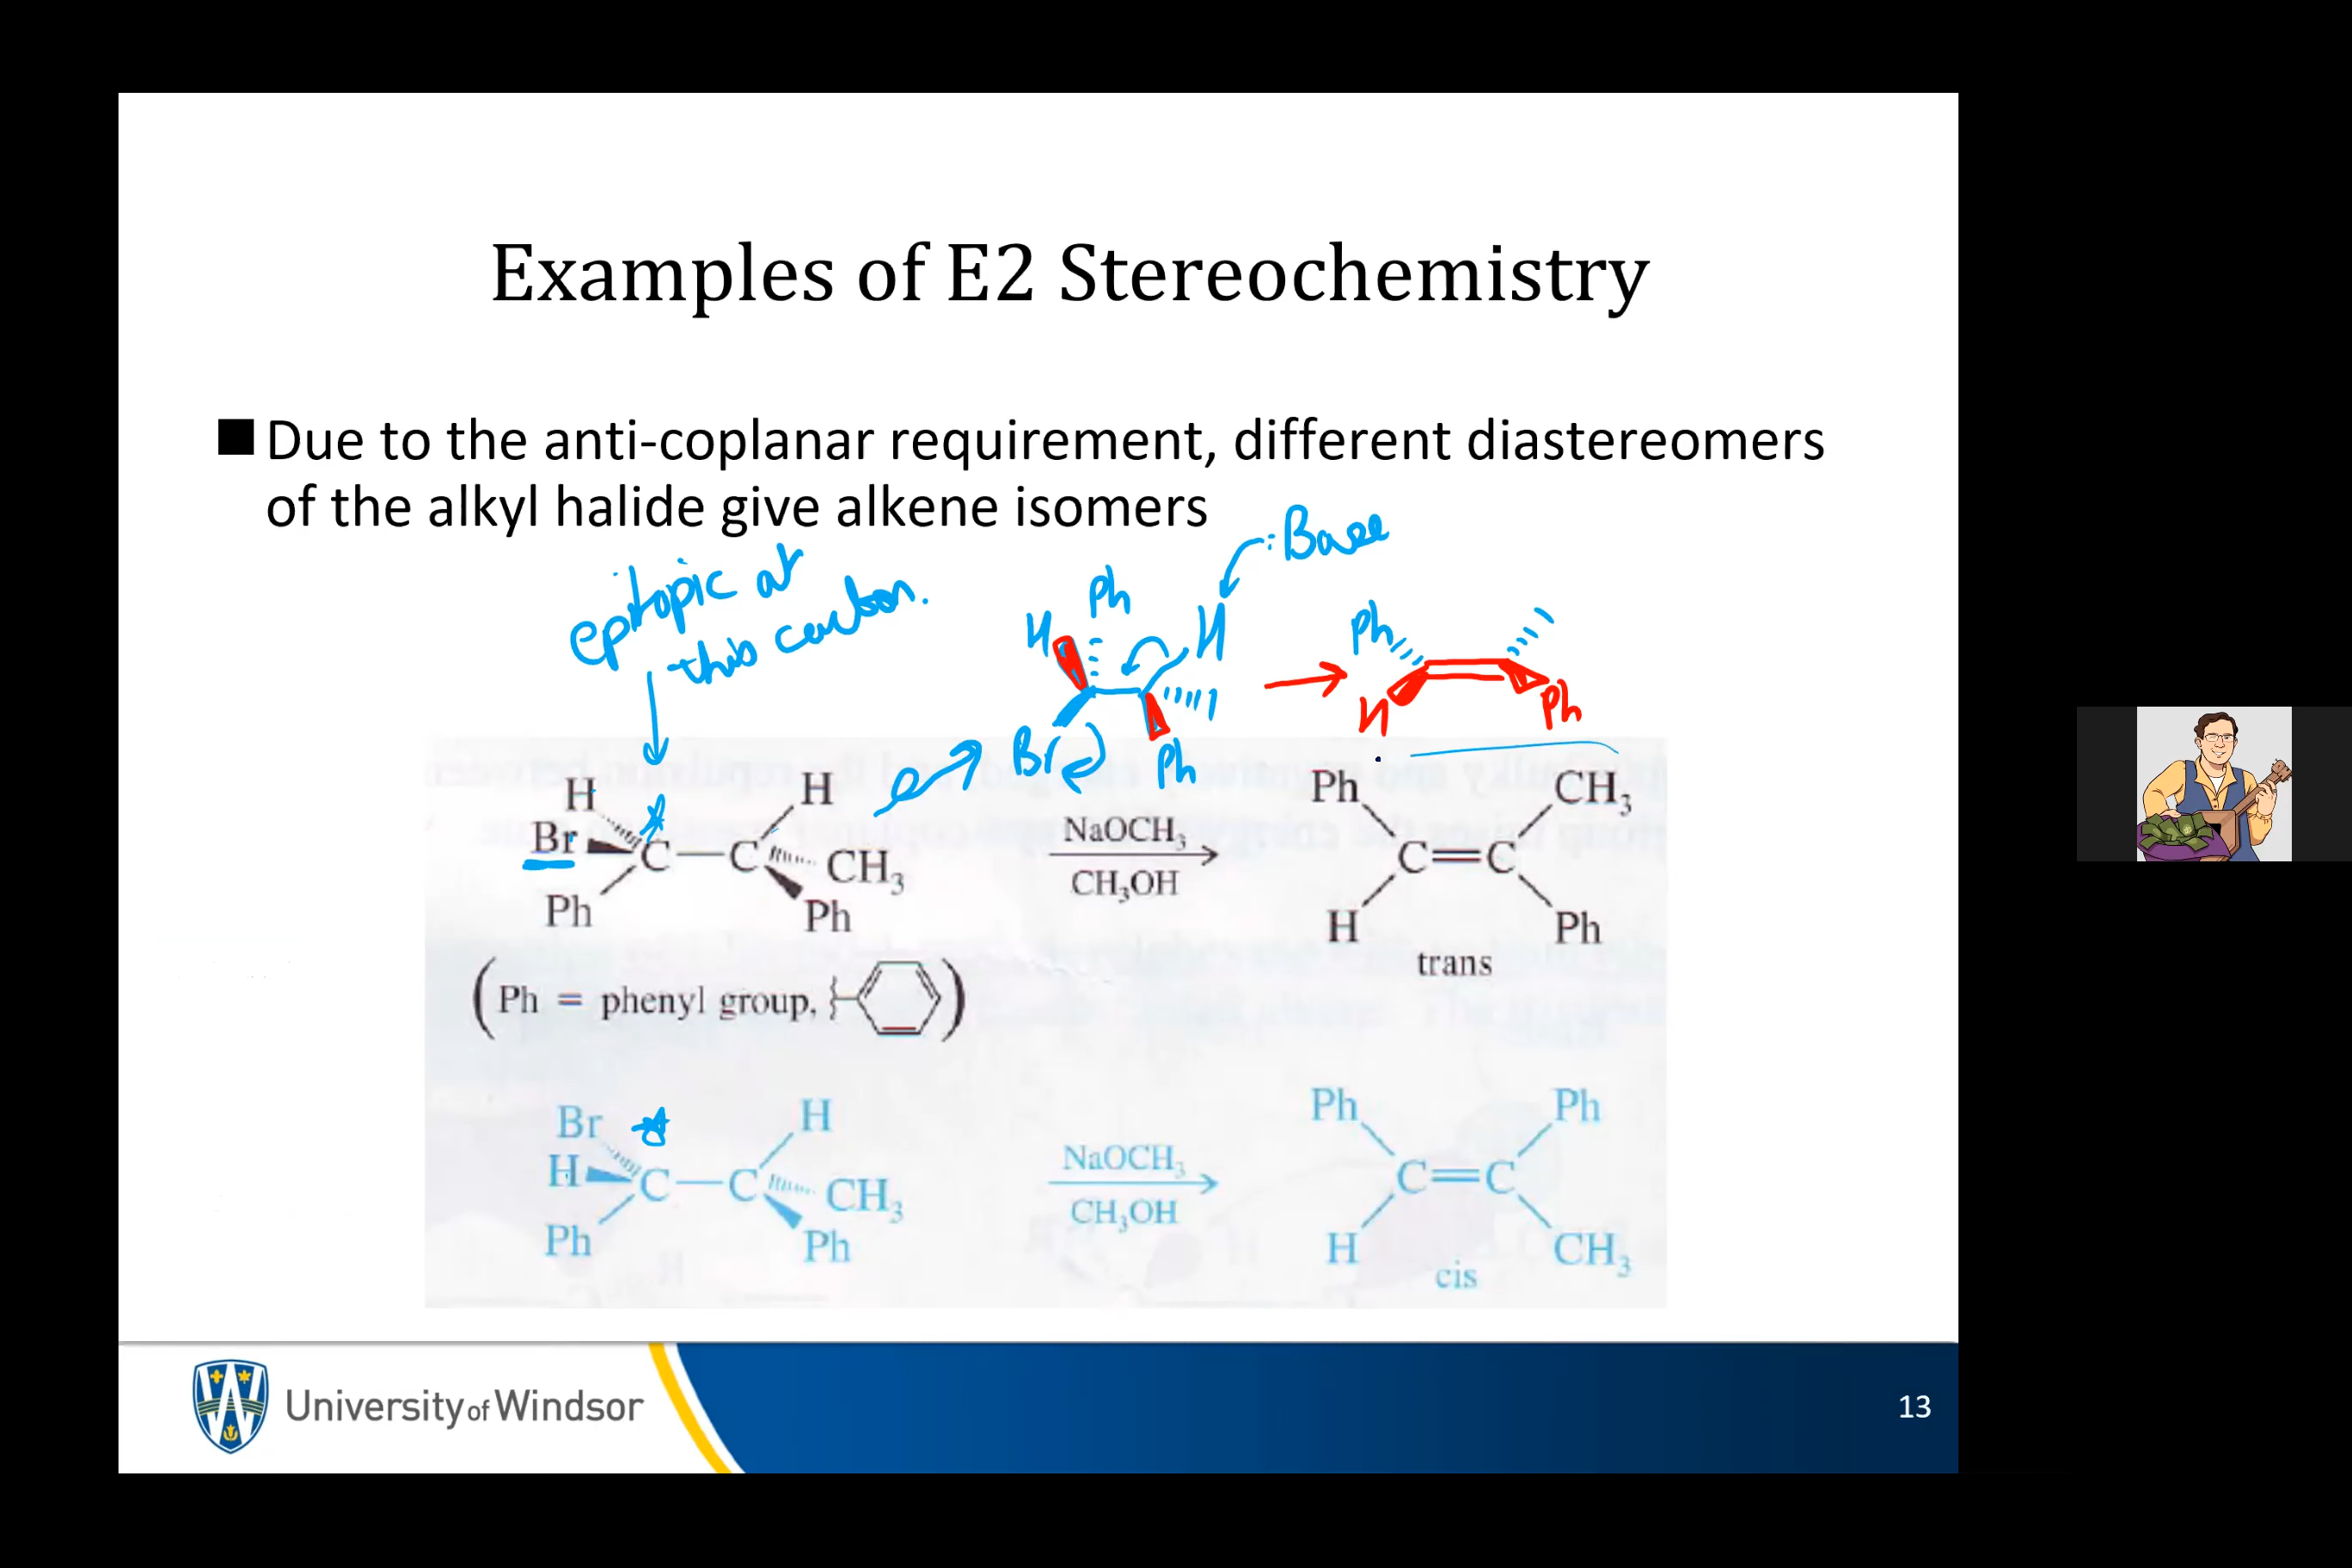 Examples of E2 Stereochemistry
■ Due to the anti-coplanar requirement, different diastereomers
of the alkyl halide give alkene isomers
:Base
at
this carbon.
H Ph H
Br Ph
Ph
H Ph
H H
Br C—C CH₃
Ph Ph
NaOCH₃
CH₃OH
Ph CH₃
C=C
H Ph
trans
(Ph = phenyl group, )
Br H
H C—C CH₃
Ph Ph
NaOCH₃
CH₃OH
Ph Ph
C=C
H CH₃
cis
University of Windsor
13